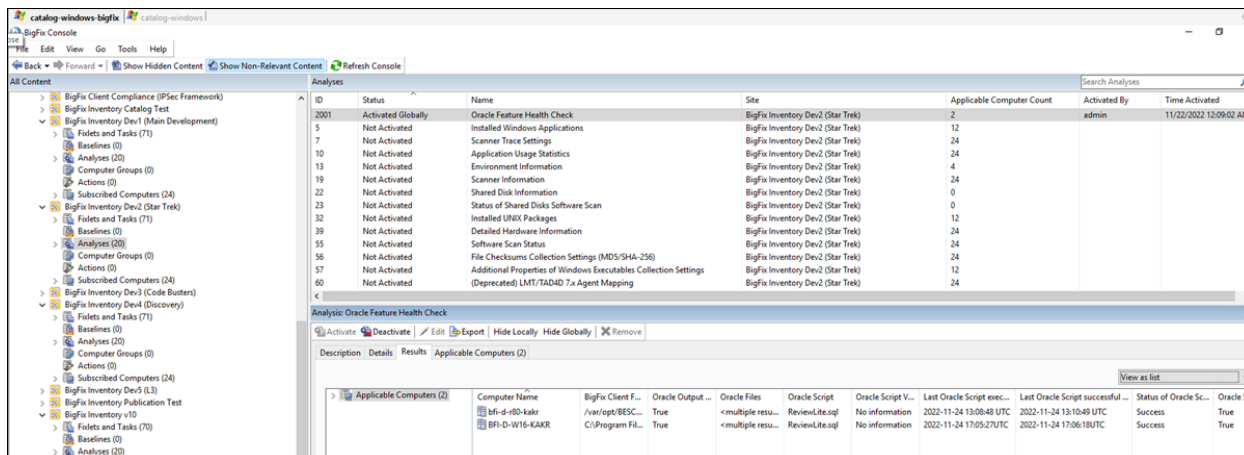 catalog-windows-bigfix catalog-windows
BigFix Console
ose
File Edit View Go Tools Help
Back Forward Show Hidden Content Show Non-Relevant Content Refresh Console
All Content
BigFix Client Compliance (IPSec Framework)
BigFix Inventory Catalog Test
BigFix Inventory Dev1 (Main Development)
Fixlets and Tasks (71)
Baselines (0)
Analyses (20)
Computer Groups (0)
Actions (0)
Subscribed Computers (24)
BigFix Inventory Dev2 (Star Trek)
Fixlets and Tasks (71)
Baselines (0)
Analyses (20)
Computer Groups (0)
Actions (0)
Subscribed Computers (24)
BigFix Inventory Dev3 (Code Busters)
BigFix Inventory Dev4 (Discovery)
Fixlets and Tasks (71)
Baselines (0)
Analyses (20)
Computer Groups (0)
Actions (0)
Subscribed Computers (24)
BigFix Inventory Dev5 (L3)
BigFix Inventory Publication Test
BigFix Inventory v10
Fixlets and Tasks (70)
Baselines (0)
Analyses (20)
Analyses Search Analyses
ID Status Name Site Applicable Computer Count Activated By Time Activated
2001 Activated Globally Oracle Feature Health Check BigFix Inventory Dev2 (Star Trek) 2 admin 11/22/2022 12:09:02 AM
5 Not Activated Installed Windows Applications BigFix Inventory Dev2 (Star Trek) 12
7 Not Activated Scanner Trace Settings BigFix Inventory Dev2 (Star Trek) 24
10 Not Activated Application Usage Statistics BigFix Inventory Dev2 (Star Trek) 24
13 Not Activated Environment Information BigFix Inventory Dev2 (Star Trek) 4
19 Not Activated Scanner Information BigFix Inventory Dev2 (Star Trek) 24
22 Not Activated Shared Disk Information BigFix Inventory Dev2 (Star Trek) 0
23 Not Activated Status of Shared Disks Software Scan BigFix Inventory Dev2 (Star Trek) 0
32 Not Activated Installed UNIX Packages BigFix Inventory Dev2 (Star Trek) 12
39 Not Activated Detailed Hardware Information BigFix Inventory Dev2 (Star Trek) 24
55 Not Activated Software Scan Status BigFix Inventory Dev2 (Star Trek) 24
56 Not Activated File Checksums Collection Settings (MD5/SHA-256) BigFix Inventory Dev2 (Star Trek) 24
57 Not Activated Additional Properties of Windows Executables Collection Settings BigFix Inventory Dev2 (Star Trek) 12
60 Not Activated (Deprecated) LMT/TAD4D 7.x Agent Mapping BigFix Inventory Dev2 (Star Trek) 24
Analysis: Oracle Feature Health Check
Activate Deactivate Edit Export Hide Locally Hide Globally Remove
Description Details Results Applicable Computers (2)
View as list
Applicable Computers (2)
Computer Name BigFix Client F... Oracle Output ... Oracle Files Oracle Script Oracle Script V... Last Oracle Script exec... Last Oracle Script successful ... Status of Oracle Sc... Oracle
bfi-d-r80-kakr /var/opt/BESC... True <multiple resu... ReviewLite.sql No information 2022-11-24 13:08:48 UTC 2022-11-24 13:10:49 UTC Success True
BFI-D-W16-KAKR C:\Program Fil... True <multiple resu... ReviewLite.sql No information 2022-11-24 17:05:27UTC 2022-11-24 17:06:18UTC Success True